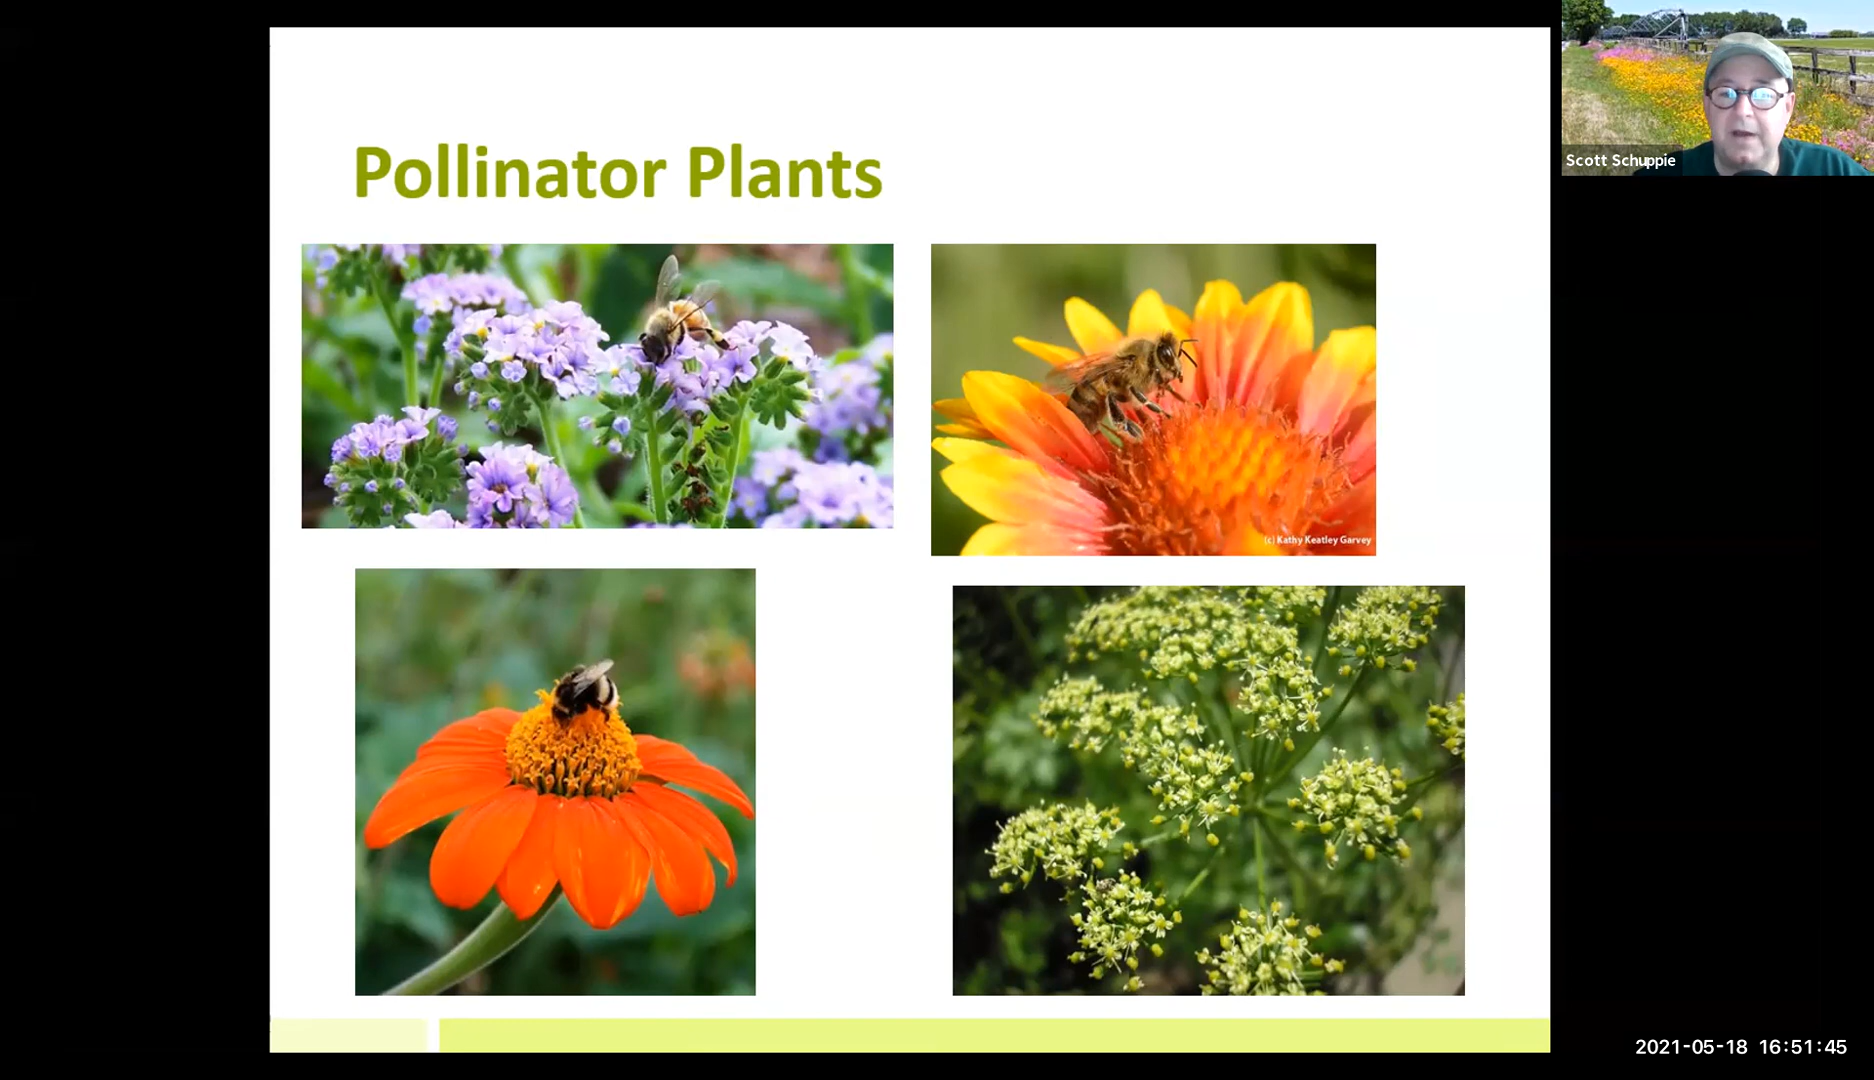 Pollinator Plants
Scott Schuppie
(c) Kathy Keatley Garvey
2021-05-18 16:51:45